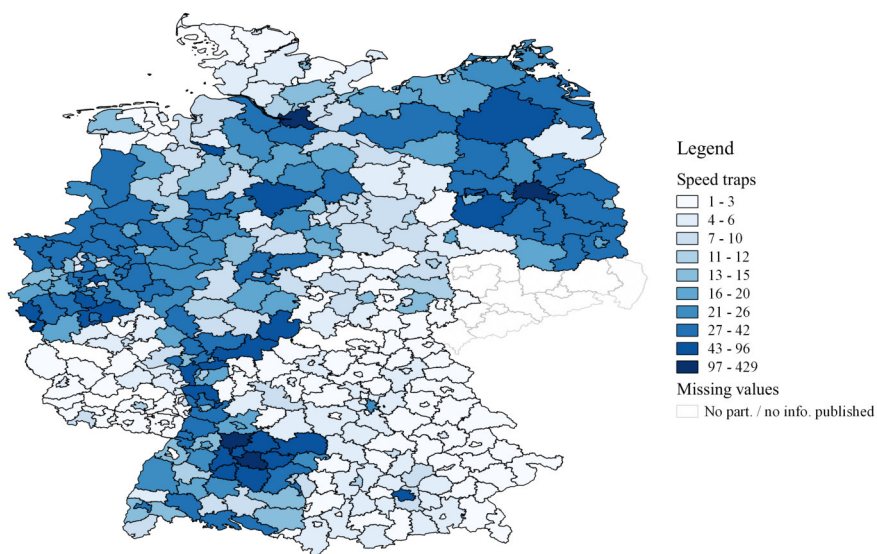 Legend
Speed traps
1 - 3
4 - 6
7 - 10
11 - 12
13 - 15
16 - 20
21 - 26
27 - 42
43 - 96
97 - 429
Missing values
No part. / no info. published